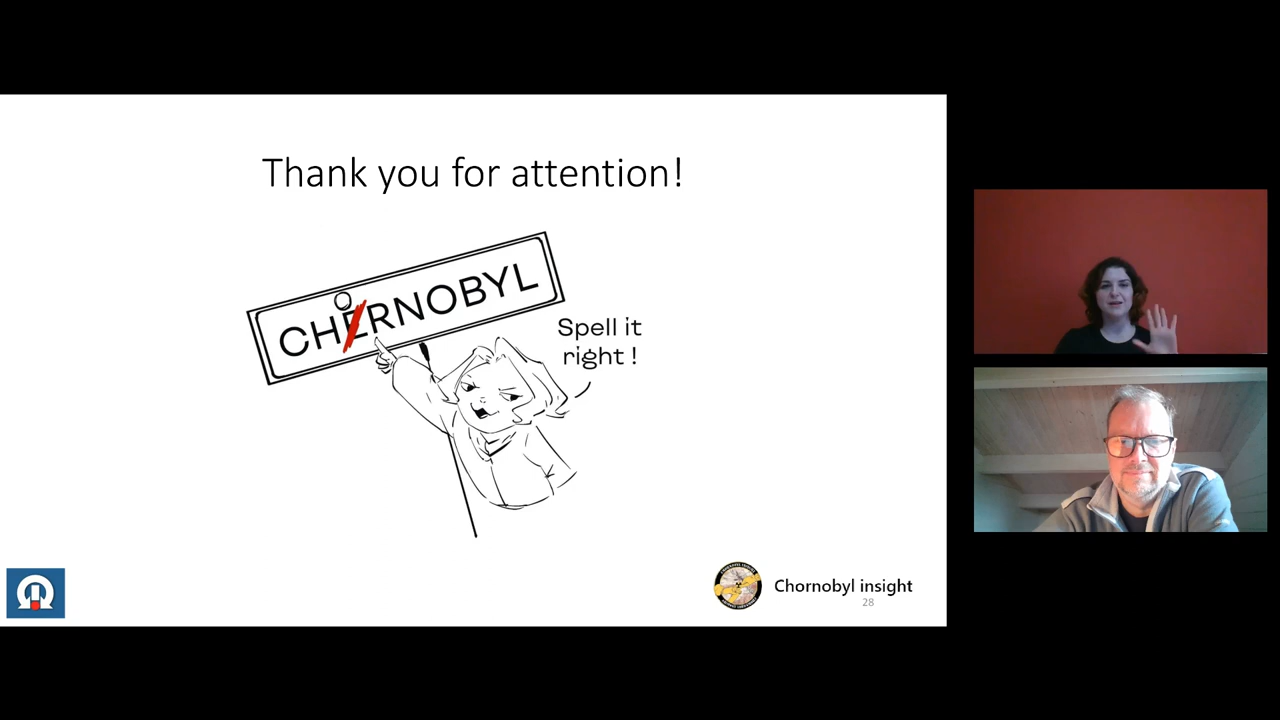 Thank you for attention!
CHERNOBYL
O
Spell it
right !
Chornobyl insight
28